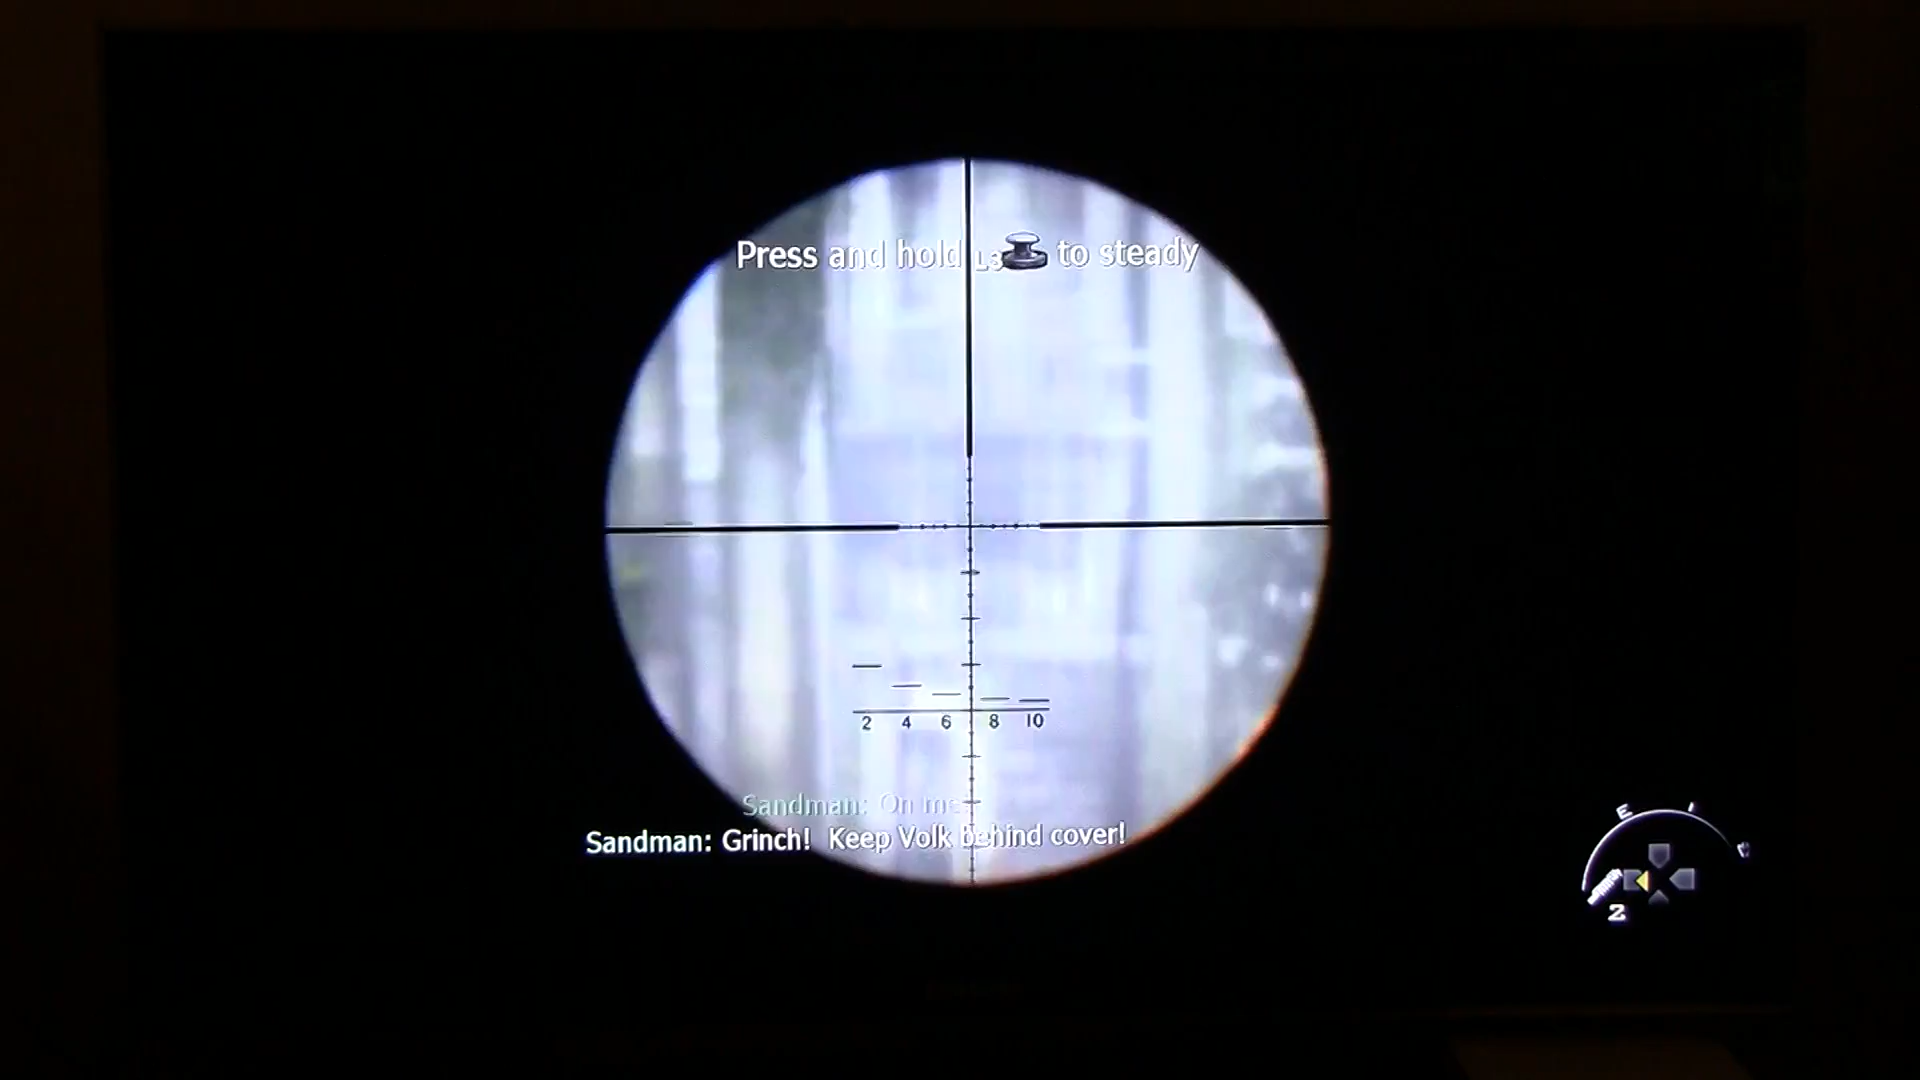 Press and hold L3 to steady
2 4 6 8 10
Sandman: On me!
Sandman: Grinch! Keep Volk behind cover!
E
2